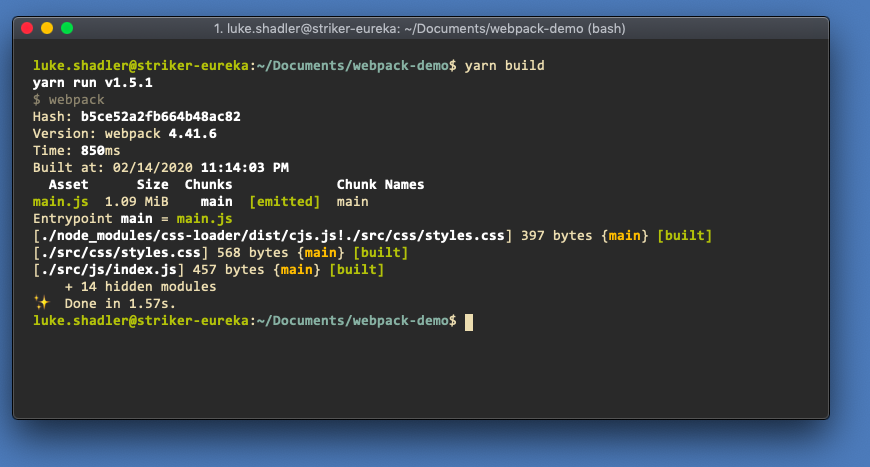 1. luke.shadler@striker-eureka: ~/Documents/webpack-demo (bash)
luke.shadler@striker-eureka:~/Documents/webpack-demo$ yarn build
yarn run v1.5.1
$ webpack
Hash: b5ce52a2fb664b48ac82
Version: webpack 4.41.6
Time: 850ms
Built at: 02/14/2020 11:14:03 PM
  Asset      Size  Chunks             Chunk Names
main.js  1.09 MiB    main  [emitted]  main
Entrypoint main = main.js
[./node_modules/css-loader/dist/cjs.js!./src/css/styles.css] 397 bytes {main} [built]
[./src/css/styles.css] 568 bytes {main} [built]
[./src/js/index.js] 457 bytes {main} [built]
    + 14 hidden modules
✨  Done in 1.57s.
luke.shadler@striker-eureka:~/Documents/webpack-demo$